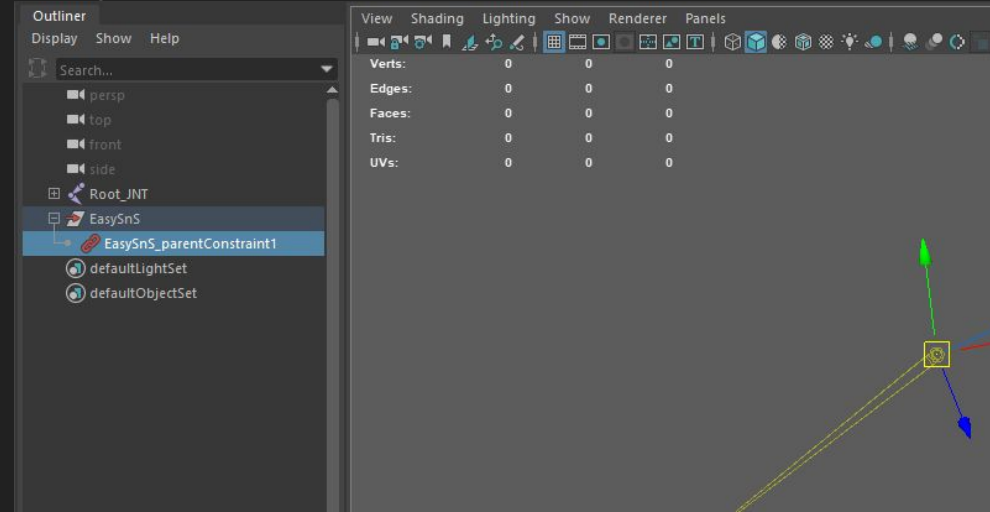 Outliner
Display Show Help
Search...
persp
top
front
side
Root_JNT
EasySnS
EasySnS_parentConstraint1
defaultLightSet
defaultObjectSet
View Shading Lighting Show Renderer Panels
Verts: 0 0 0
Edges: 0 0 0
Faces: 0 0 0
Tris: 0 0 0
UVs: 0 0 0